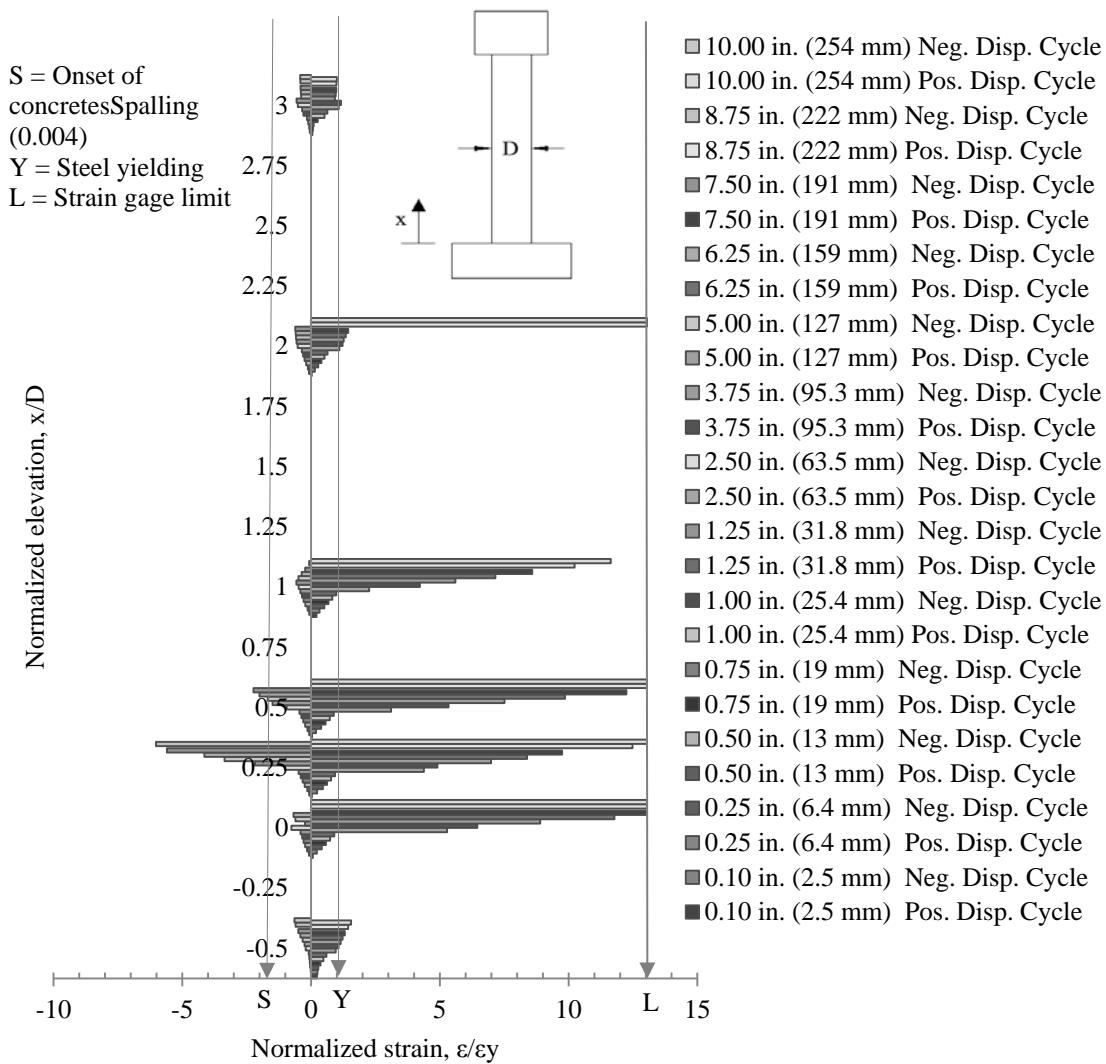 S = Onset of
concretesSpalling
(0.004)
Y = Steel yielding
L = Strain gage limit
D
x
10.00 in. (254 mm) Neg. Disp. Cycle
10.00 in. (254 mm) Pos. Disp. Cycle
8.75 in. (222 mm) Neg. Disp. Cycle
8.75 in. (222 mm) Pos. Disp. Cycle
7.50 in. (191 mm) Neg. Disp. Cycle
7.50 in. (191 mm) Pos. Disp. Cycle
6.25 in. (159 mm) Neg. Disp. Cycle
6.25 in. (159 mm) Pos. Disp. Cycle
5.00 in. (127 mm) Neg. Disp. Cycle
5.00 in. (127 mm) Pos. Disp. Cycle
3.75 in. (95.3 mm) Neg. Disp. Cycle
3.75 in. (95.3 mm) Pos. Disp. Cycle
2.50 in. (63.5 mm) Neg. Disp. Cycle
2.50 in. (63.5 mm) Pos. Disp. Cycle
1.25 in. (31.8 mm) Neg. Disp. Cycle
1.25 in. (31.8 mm) Pos. Disp. Cycle
1.00 in. (25.4 mm) Neg. Disp. Cycle
1.00 in. (25.4 mm) Pos. Disp. Cycle
0.75 in. (19 mm) Neg. Disp. Cycle
0.75 in. (19 mm) Pos. Disp. Cycle
0.50 in. (13 mm) Neg. Disp. Cycle
0.50 in. (13 mm) Pos. Disp. Cycle
0.25 in. (6.4 mm) Neg. Disp. Cycle
0.25 in. (6.4 mm) Pos. Disp. Cycle
0.10 in. (2.5 mm) Neg. Disp. Cycle
0.10 in. (2.5 mm) Pos. Disp. Cycle
Normalized elevation, x/D
3
2.75
2.5
2.25
2
1.75
1.5
1.25
1
0.75
0.5
0.25
0
-0.25
-0.5
S Y L
-10 -5 0 5 10 15
Normalized strain, ε/εy